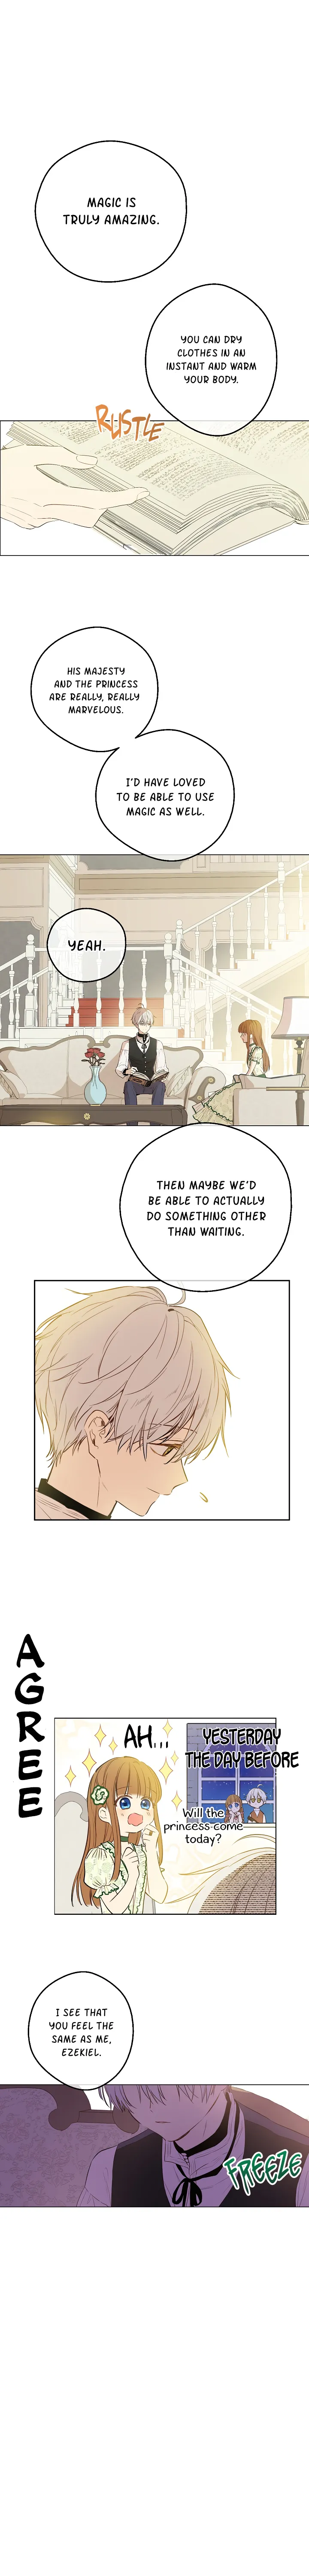 MAGIC IS
TRULY AMAZING.
YOU CAN DRY
CLOTHES IN AN
INSTANT AND WARM
YOUR BODY.
RUSTLE
HIS MAJESTY
AND THE PRINCESS
ARE REALLY, REALLY
MARVELOUS.
I'D HAVE LOVED
TO BE ABLE TO USE
MAGIC AS WELL.
YEAH.
THEN MAYBE WE'D
BE ABLE TO ACTUALLY
DO SOMETHING OTHER
THAN WAITING.
AGREE
AH...
YESTERDAY
THE DAY BEFORE
Will the
princess come
today?
I SEE THAT
YOU FEEL THE
SAME AS ME,
EZEKIEL.
FREEZE